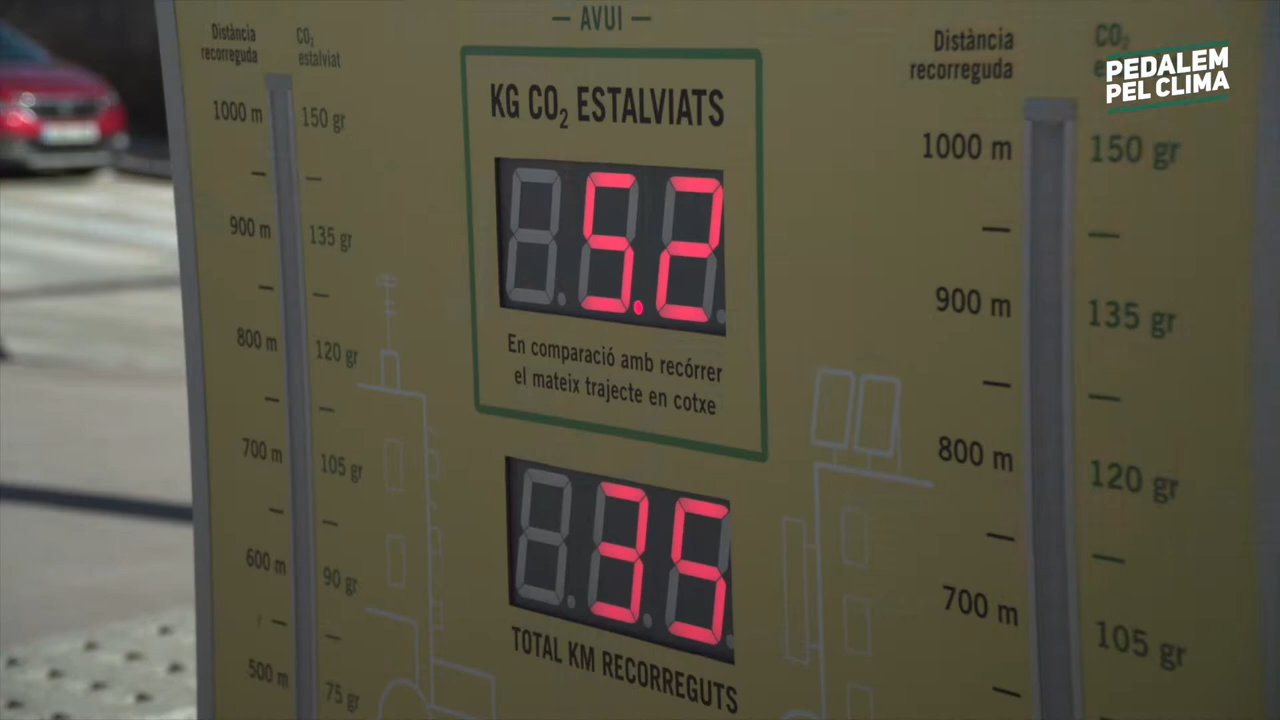 — AVUI —
Distància
recorreguda
CO₂
estalviat
1000 m
150 gr
900 m
135 gr
800 m
120 gr
700 m
105 gr
600 m
90 gr
500 m
75 gr
KG CO₂ ESTALVIATS
5.2
En comparació amb recórrer
el mateix trajecte en cotxe
35
TOTAL KM RECORREGUTS
Distància
recorreguda
CO₂
1000 m
150 gr
900 m
135 gr
800 m
120 gr
700 m
105 gr
PEDALEM
PEL CLIMA